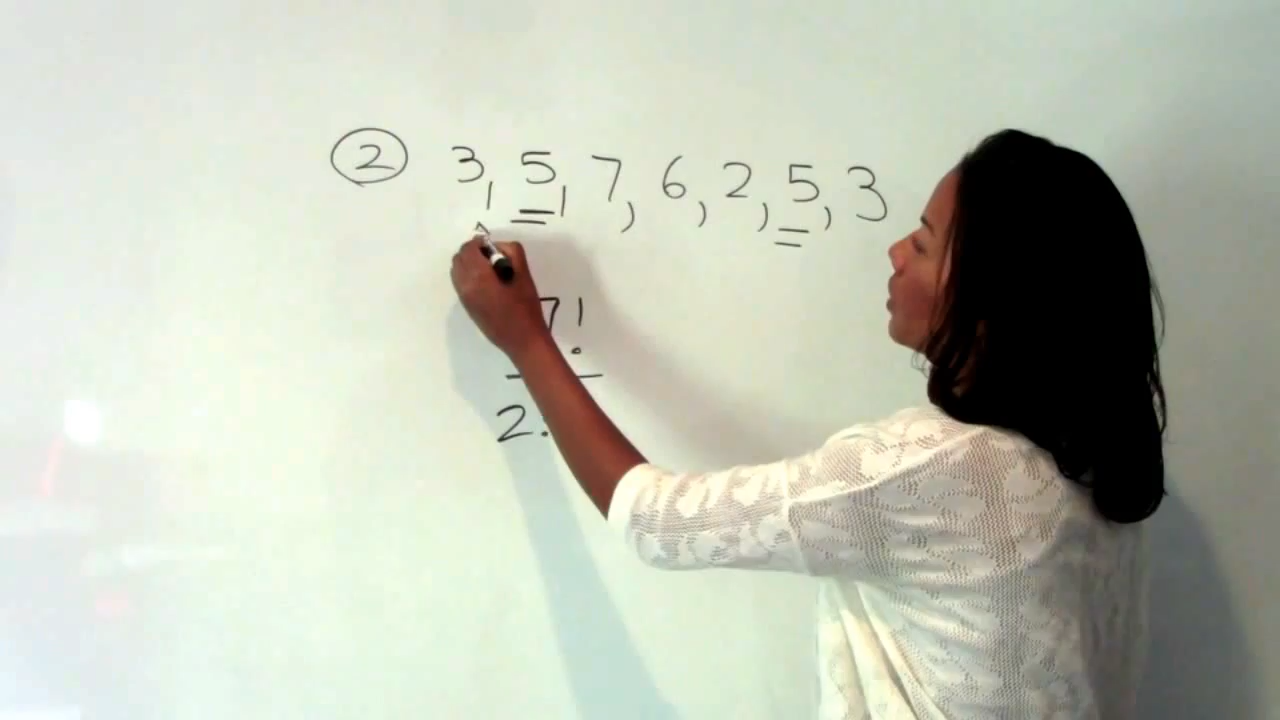 ② 3, 5, 7, 6, 2, 5, 3
7!
2!